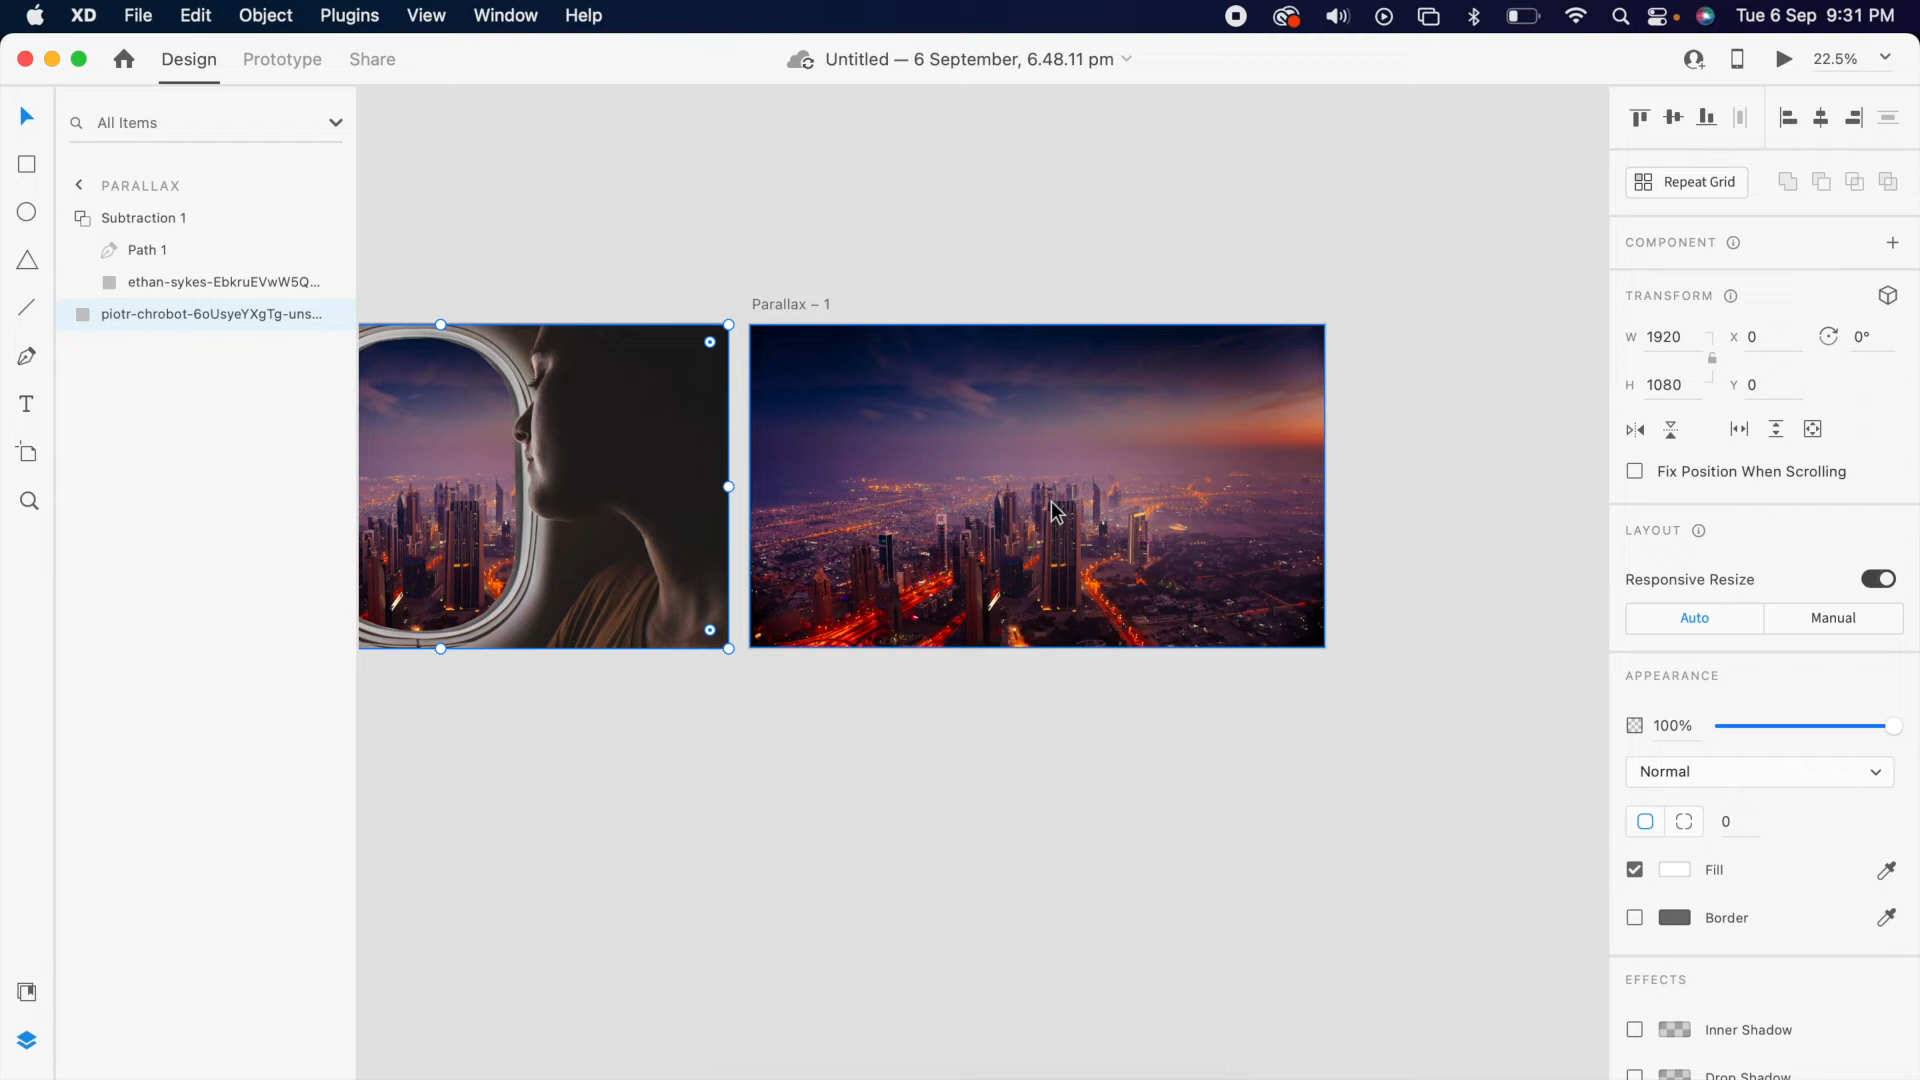 XD File Edit Object Plugins View Window Help Tue 6 Sep 9:31 PM
Design Prototype Share Untitled — 6 September, 6.48.11 pm 22.5%
All Items
PARALLAX
Subtraction 1
Path 1
ethan-sykes-EbkruEVwW5Q...
piotr-chrobot-6oUsyeYXgTg-uns...
Parallax – 1
Repeat Grid
COMPONENT
TRANSFORM
W 1920 X 0 0°
H 1080 Y 0
Fix Position When Scrolling
LAYOUT
Responsive Resize
Auto Manual
APPEARANCE
100%
Normal
0
Fill
Border
EFFECTS
Inner Shadow
Drop Shadow